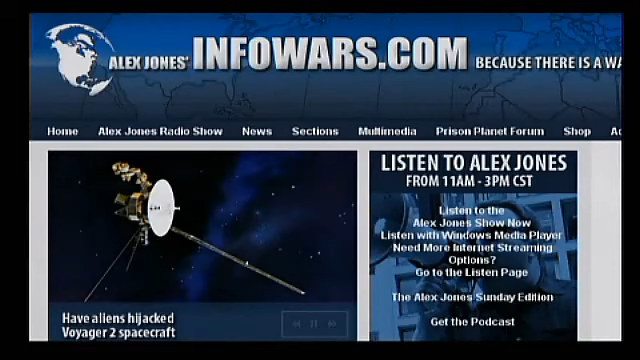 ALEX JONES' INFOWARS.COM BECAUSE THERE IS A WA
Home Alex Jones Radio Show News Sections Multimedia Prison Planet Forum Shop Ac
LISTEN TO ALEX JONES
FROM 11AM - 3PM CST
Listen to the
Alex Jones Show Now
Listen with Windows Media Player
Need More Internet Streaming
Options?
Go to the Listen Page
The Alex Jones Sunday Edition
Get the Podcast
Have aliens hijacked
Voyager 2 spacecraft